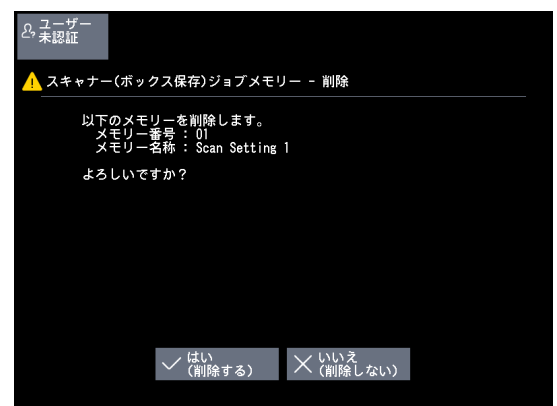 ユーザー
未認証
スキャナー(ボックス保存)ジョブメモリー - 削除
以下のメモリーを削除します。
メモリー番号 : 01
メモリー名称 : Scan Setting 1
よろしいですか?
はい
(削除する)
いいえ
(削除しない)